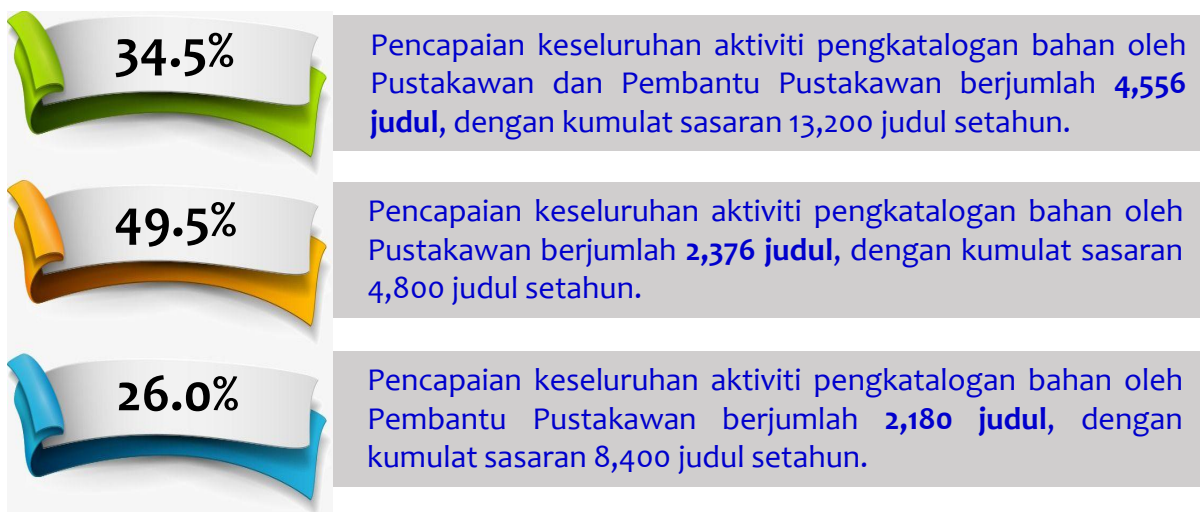 34.5%
Pencapaian keseluruhan aktiviti pengkatalogan bahan oleh
Pustakawan dan Pembantu Pustakawan berjumlah 4,556
judul, dengan kumulat sasaran 13,200 judul setahun.
49.5%
Pencapaian keseluruhan aktiviti pengkatalogan bahan oleh
Pustakawan berjumlah 2,376 judul, dengan kumulat sasaran
4,800 judul setahun.
26.0%
Pencapaian keseluruhan aktiviti pengkatalogan bahan oleh
Pembantu Pustakawan berjumlah 2,180 judul, dengan
kumulat sasaran 8,400 judul setahun.